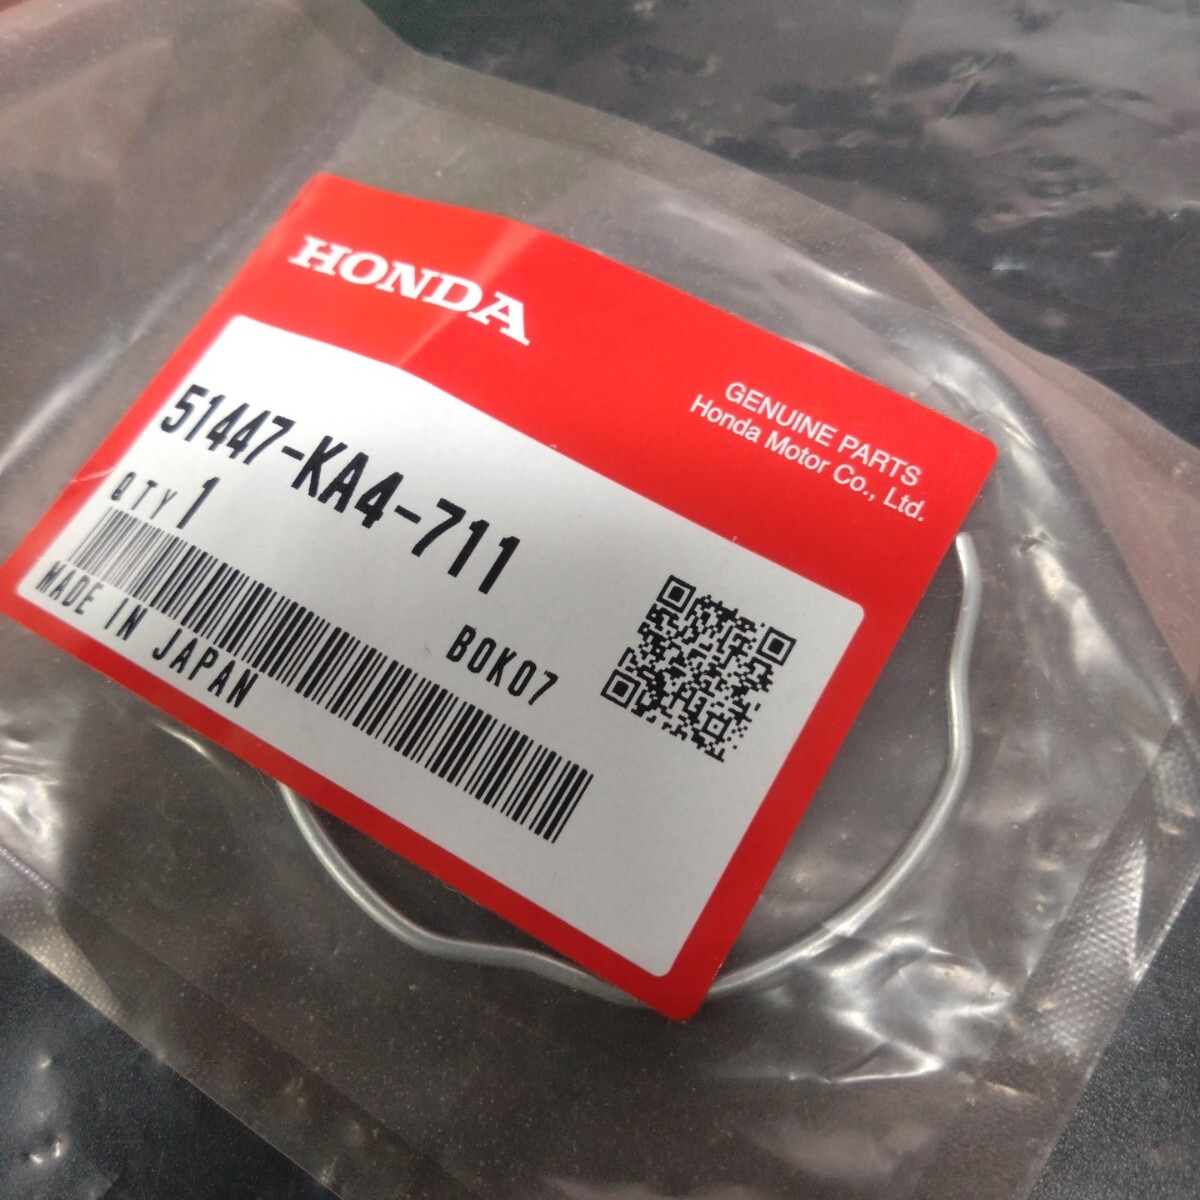 HONDA
GENUINE PARTS
Honda Motor Co., Ltd.
51447-KA4-711
QTY 1
B0K07
MADE IN JAPAN